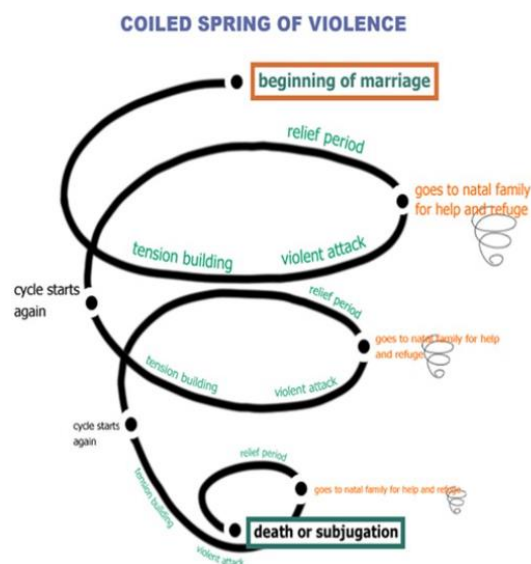 COILED SPRING OF VIOLENCE
beginning of marriage
relief period
goes to natal family
for help and refuge
tension building
violent attack
cycle starts
again
relief period
goes to natal family for help
and refuge
tension building
violent attack
cycle starts
again
relief period
goes to natal family for help and refuge
tension building
death or subjugation
violent attack